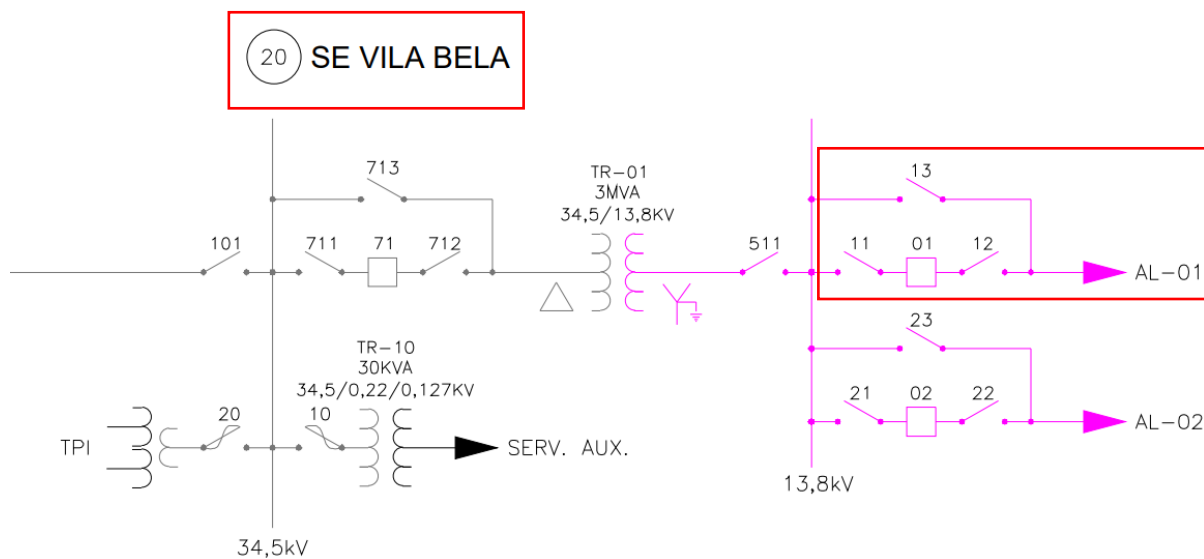 20 SE VILA BELA
713
TR-01
3MVA
34,5/13,8KV
13
101
711
71
712
511
11
01
12
AL-01
23
TR-10
30KVA
34,5/0,22/0,127KV
TPI
20
10
SERV. AUX.
21
02
22
AL-02
13,8kV
34,5kV